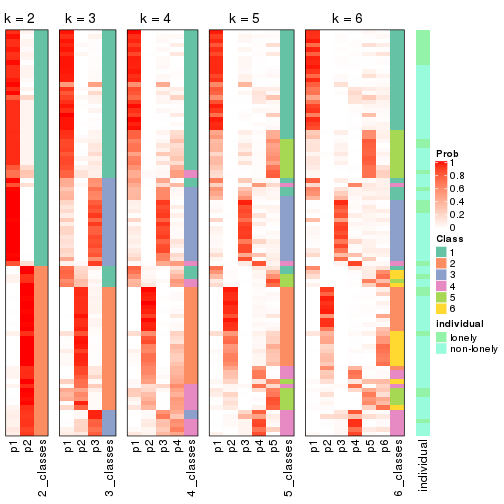 k = 2 k = 3 k = 4 k = 5 k = 6
Prob
1
0.8
0.6
0.4
0.2
0
Class
1
2
3
4
5
6
Individual
lonely
non-lonely
p1 p2 2_classes p1 p2 p3 3_classes p1 p2 p3 p4 4_classes p1 p2 p3 p4 p5 5_classes p1 p2 p3 p4 p5 p6 6_classes individual